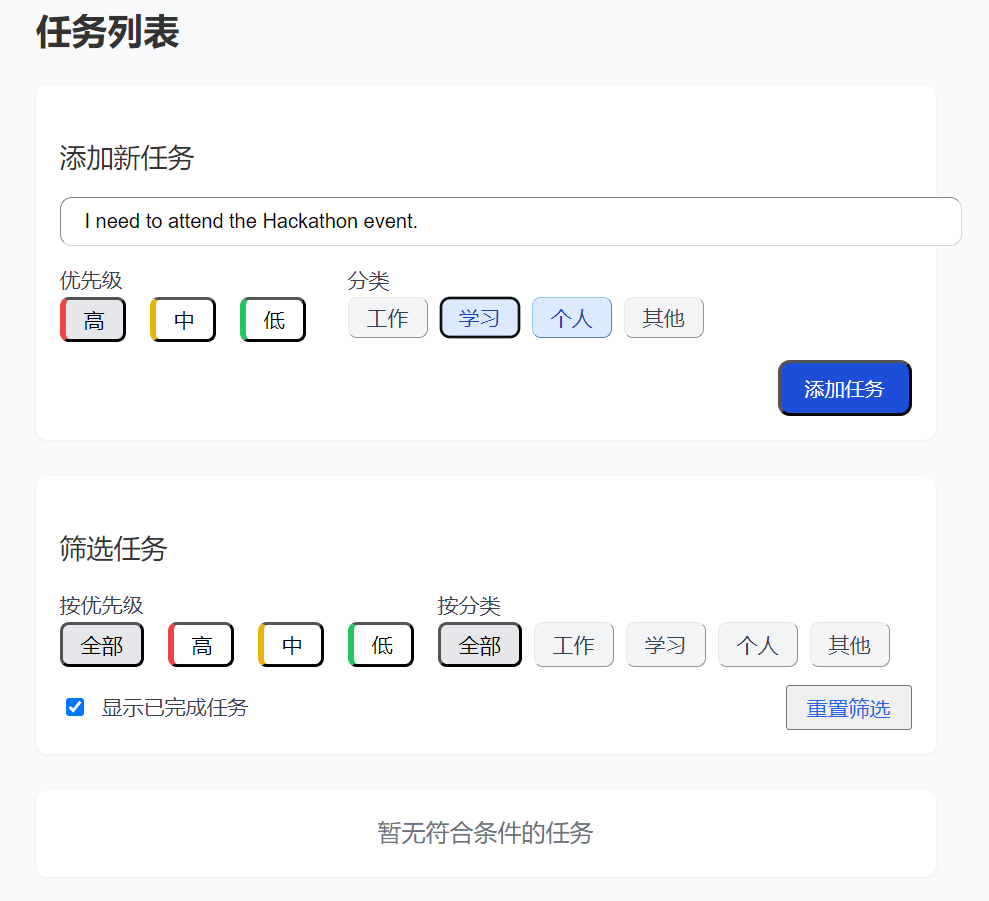 任务列表
添加新任务
I need to attend the Hackathon event.
优先级 分类
高 中 低 工作 学习 个人 其他
添加任务
筛选任务
按优先级 按分类
全部 高 中 低 全部 工作 学习 个人 其他
显示已完成任务 重置筛选
暂无符合条件的任务